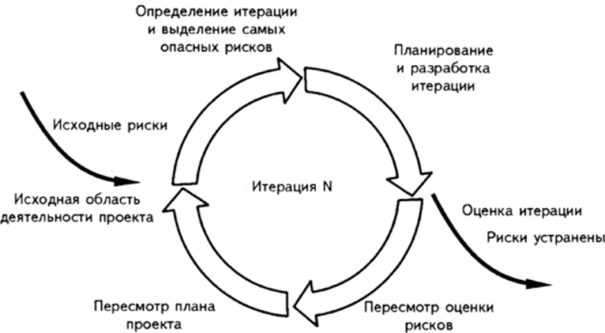 Определение итерации
и выделение самых
опасных рисков
Планирование
и разработка
итерации
Исходные риски
Итерация N
Исходная область
деятельности проекта
Оценка итерации
Риски устранены
Пересмотр плана
проекта
Пересмотр оценки
рисков